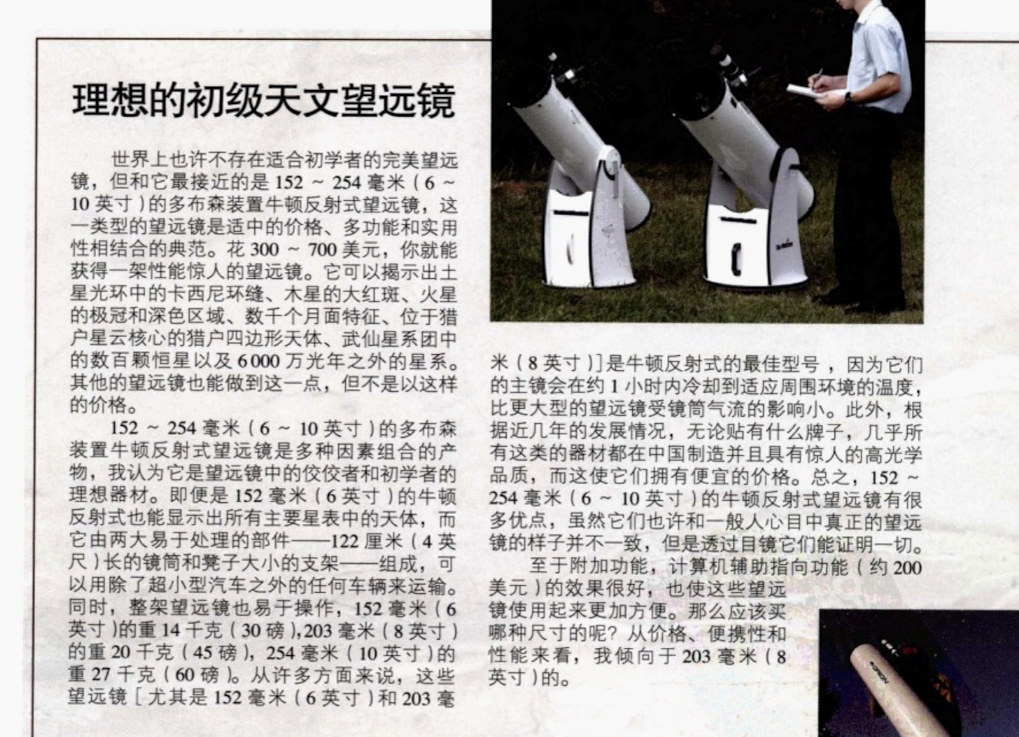 理想的初级天文望远镜
世界上也许不存在适合初学者的完美望远
镜，但和它最接近的是 152 ~ 254 毫米（6 ~
10 英寸）的多布森装置牛顿反射式望远镜，这
一类型的望远镜是适中的价格、多功能和实用
性相结合的典范。花 300 ~ 700 美元，你就能
获得一架性能惊人的望远镜。它可以揭示出土
星光环中的卡西尼环缝、木星的大红斑、火星
的极冠和深色区域、数千个月面特征、位于猎
户星云核心的猎户四边形天体、武仙星系团中
的数百颗恒星以及 6 000 万光年之外的星系。
其他的望远镜也能做到这一点，但不是以这样
的价格。
152 ~ 254 毫米（6 ~ 10 英寸）的多布森
装置牛顿反射式望远镜是多种因素组合的产
物，我认为它是望远镜中的佼佼者和初学者的
理想器材。即便是 152 毫米（6 英寸）的牛顿
反射式也能显示出所有主要星表中的天体，而
它由两大易于处理的部件——122 厘米（4 英
尺）长的镜筒和凳子大小的支架——组成，可
以用除了超小型汽车之外的任何车辆来运输。
同时，整架望远镜也易于操作，152 毫米（6
英寸）的重 14 千克（30 磅），203 毫米（8 英寸）
的重 20 千克（45 磅），254 毫米（10 英寸）的
重 27 千克（60 磅）。从许多方面来说，这些
望远镜［尤其是 152 毫米（6 英寸）和 203 毫
米（8 英寸）］是牛顿反射式的最佳型号，因为它们
的主镜会在约 1 小时内冷却到适应周围环境的温度，
比更大型的望远镜受镜筒气流的影响小。此外，根
据近几年的发展情况，无论贴有什么牌子，几乎所
有这类的器材都在中国制造并且具有惊人的高光学
品质，而这使它们拥有便宜的价格。总之，152 ~
254 毫米（6 ~ 10 英寸）的牛顿反射式望远镜有很
多优点，虽然它们也许和一般人心目中真正的望远
镜的样子并不一致，但是透过目镜它们能证明一切。
至于附加功能，计算机辅助指向功能（约 200
美元）的效果很好，也使这些望远
镜使用起来更加方便。那么应该买
哪种尺寸的呢？从价格、便携性和
性能来看，我倾向于 203 毫米（8
英寸）的。
ORION